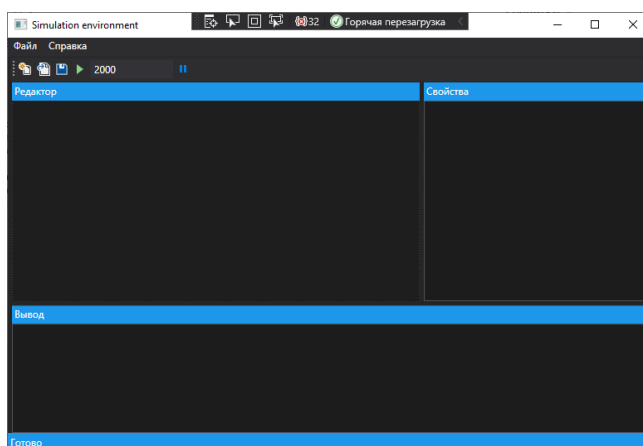 Simulation environment
32 Горячая перезагрузка
Файл Справка
2000
Редактор
Свойства
Вывод
Готово